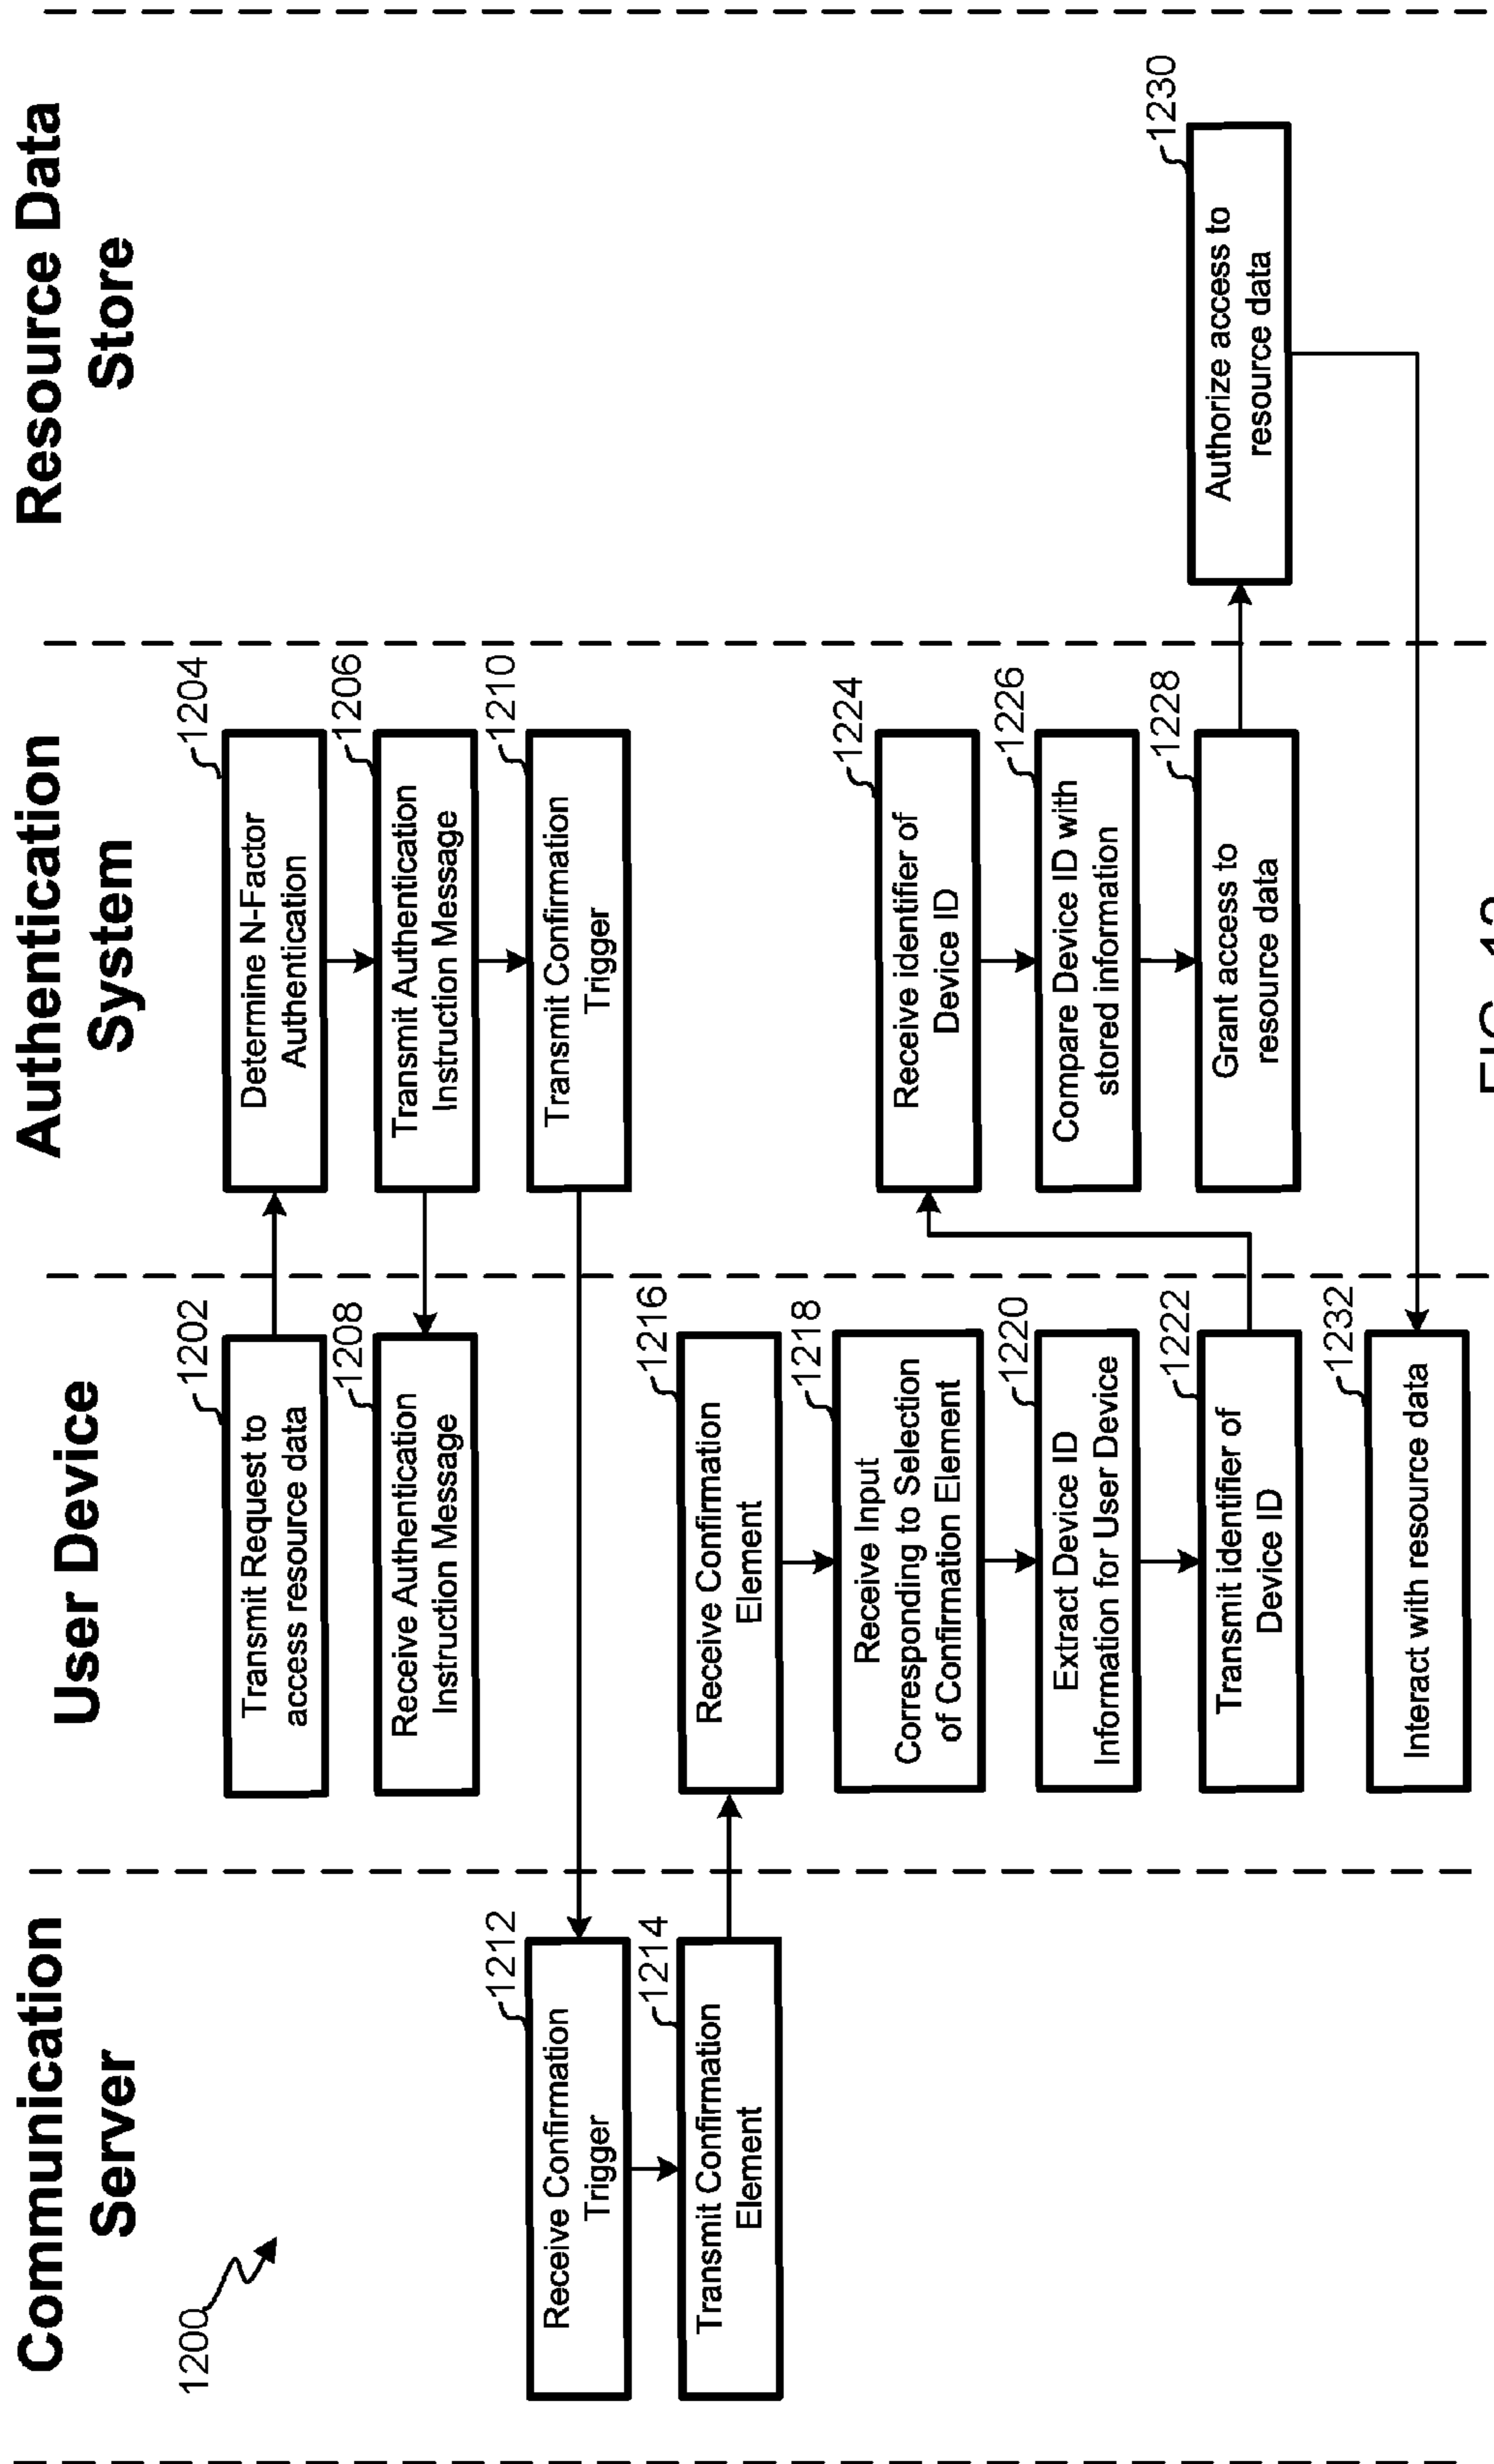 Communication
Server
User Device
Authentication
System
Resource Data
Store
1200
1202
Transmit Request to
access resource data
1204
Determine N-Factor
Authentication
1206
Transmit Authentication
Instruction Message
1208
Receive Authentication
Instruction Message
1210
Transmit Confirmation
Trigger
1212
Receive Confirmation
Trigger
1214
Transmit Confirmation
Element
1216
Receive Confirmation
Element
1218
Receive Input
Corresponding to Selection
of Confirmation Element
1220
Extract Device ID
Information for User Device
1222
Transmit identifier of
Device ID
1224
Receive identifier of
Device ID
1226
Compare Device ID with
stored information
1228
Grant access to
resource data
1230
Authorize access to
resource data
1232
Interact with resource data